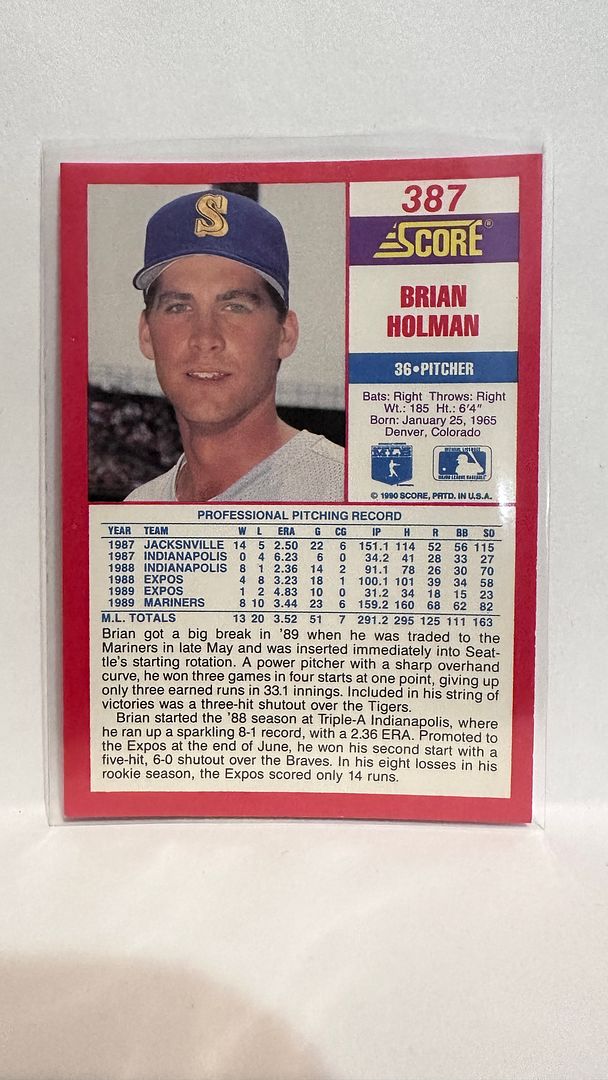 S
387
SCORE®
BRIAN
HOLMAN
36•PITCHER
Bats: Right Throws: Right
Wt.: 185 Ht.: 6'4"
Born: January 25, 1965
Denver, Colorado
OFFICIAL LICENSEE
MAJOR LEAGUE BASEBALL
© 1990 SCORE, PRTD. IN U.S.A.
PROFESSIONAL PITCHING RECORD
YEAR TEAM W L ERA G CG IP H R BB SO
1987 JACKSNVILLE 14 5 2.50 22 6 151.1 114 52 56 115
1987 INDIANAPOLIS 0 4 6.23 6 0 34.2 41 28 33 27
1988 INDIANAPOLIS 8 1 2.36 14 2 91.1 78 26 30 70
1988 EXPOS 4 8 3.23 18 1 100.1 101 39 34 58
1989 EXPOS 1 2 4.83 10 0 31.2 34 18 15 23
1989 MARINERS 8 10 3.44 23 6 159.2 160 68 62 82
M.L. TOTALS 13 20 3.52 51 7 291.2 295 125 111 163
Brian got a big break in '89 when he was traded to the
Mariners in late May and was inserted immediately into Seat-
tle's starting rotation. A power pitcher with a sharp overhand
curve, he won three games in four starts at one point, giving up
only three earned runs in 33.1 innings. Included in his string of
victories was a three-hit shutout over the Tigers.
Brian started the '88 season at Triple-A Indianapolis, where
he ran up a sparkling 8-1 record, with a 2.36 ERA. Promoted to
the Expos at the end of June, he won his second start with a
five-hit, 6-0 shutout over the Braves. In his eight losses in his
rookie season, the Expos scored only 14 runs.